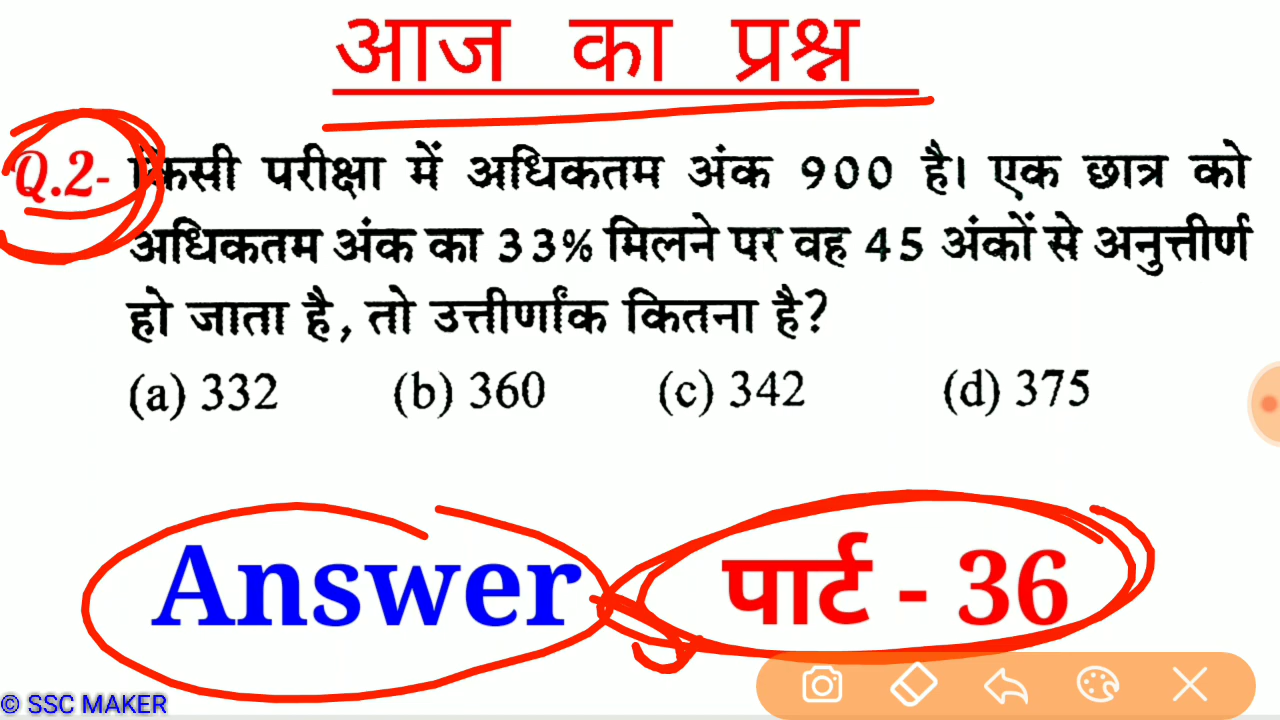 आज का प्रश्न
Q.2- किसी परीक्षा में अधिकतम अंक 900 है। एक छात्र को
अधिकतम अंक का 33% मिलने पर वह 45 अंकों से अनुत्तीर्ण
हो जाता है, तो उत्तीर्णांक कितना है?
(a) 332 (b) 360 (c) 342 (d) 375
Answer पार्ट - 36
© SSC MAKER